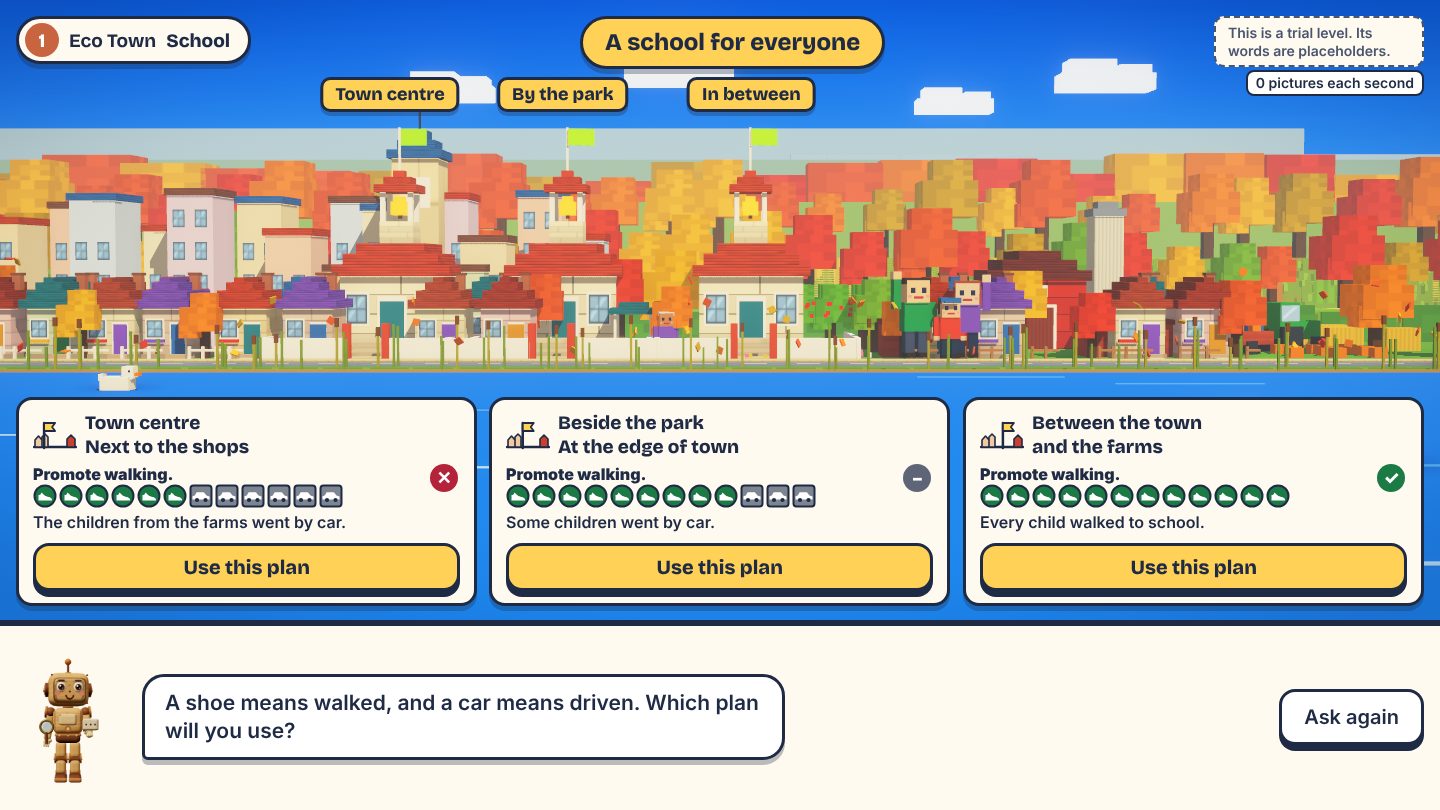 1 Eco Town School
A school for everyone
This is a trial level. Its
words are placeholders.
0 pictures each second
Town centre
By the park
In between
Town centre
Next to the shops
Promote walking.
The children from the farms went by car.
Use this plan
Beside the park
At the edge of town
Promote walking.
Some children went by car.
Use this plan
Between the town
and the farms
Promote walking.
Every child walked to school.
Use this plan
A shoe means walked, and a car means driven. Which plan
will you use?
Ask again